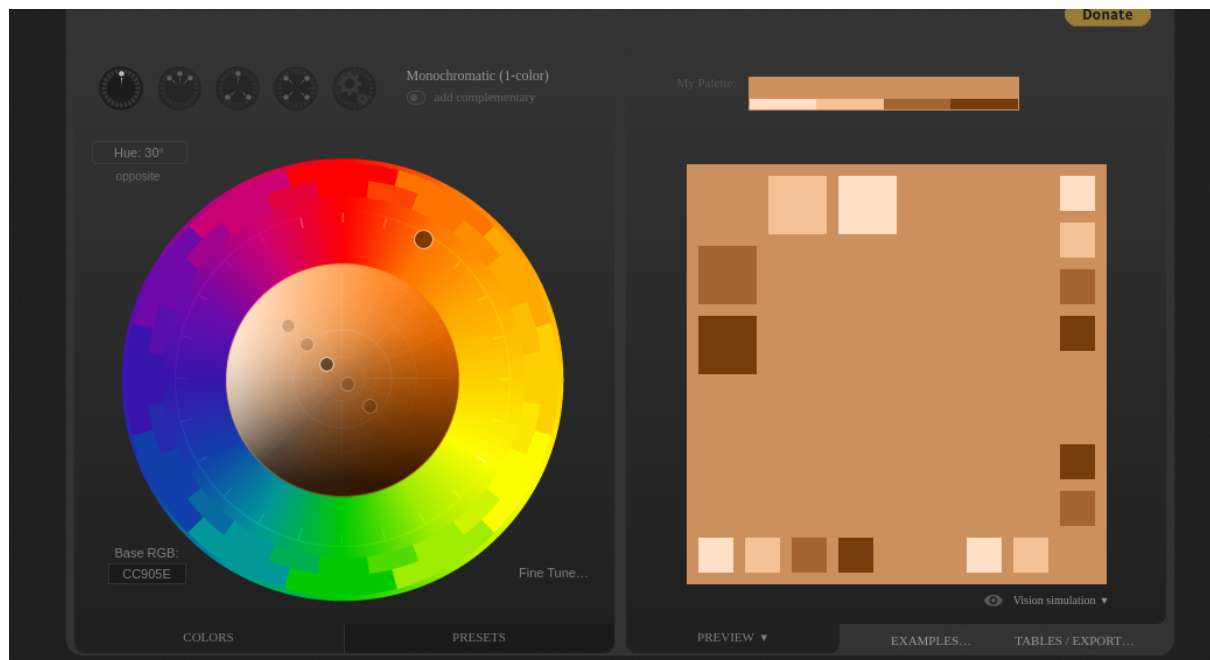 Donate
Monochromatic (1-color)
add complementary
My Palette:
Hue: 30°
opposite
Base RGB:
CC905E
Fine Tune...
Vision simulation ▾
COLORS
PRESETS
PREVIEW ▾
EXAMPLES...
TABLES / EXPORT...